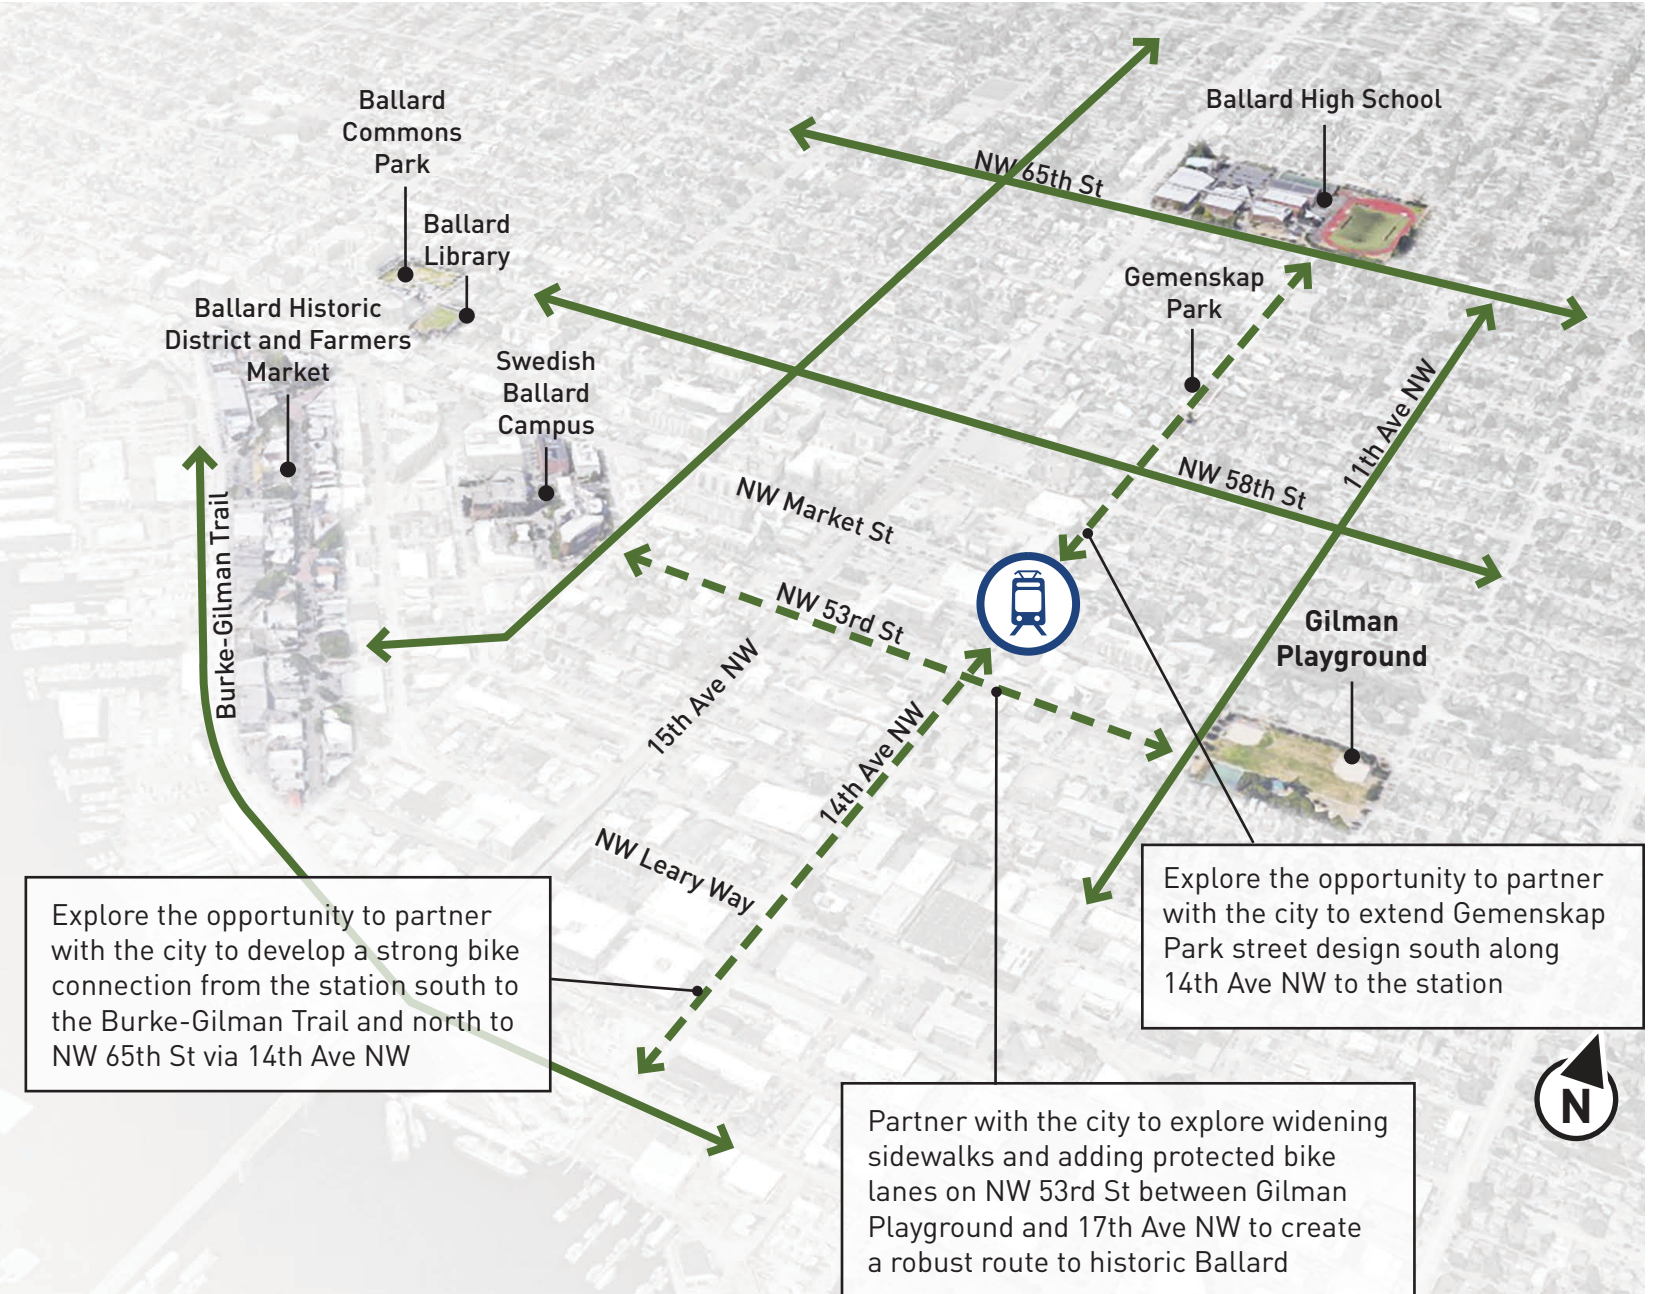 Ballard
Commons
Park
Ballard High School
NW 65th St
Ballard
Library
Gemenskap
Park
Ballard Historic
District and Farmers
Market
Swedish
Ballard
Campus
11th Ave NW
NW 58th St
NW Market St
Burke-Gilman Trail
NW 53rd St
Gilman
Playground
15th Ave NW
14th Ave NW
NW Leary Way
Explore the opportunity to partner
with the city to develop a strong bike
connection from the station south to
the Burke-Gilman Trail and north to
NW 65th St via 14th Ave NW
Explore the opportunity to partner
with the city to extend Gemenskap
Park street design south along
14th Ave NW to the station
N
Partner with the city to explore widening
sidewalks and adding protected bike
lanes on NW 53rd St between Gilman
Playground and 17th Ave NW to create
a robust route to historic Ballard